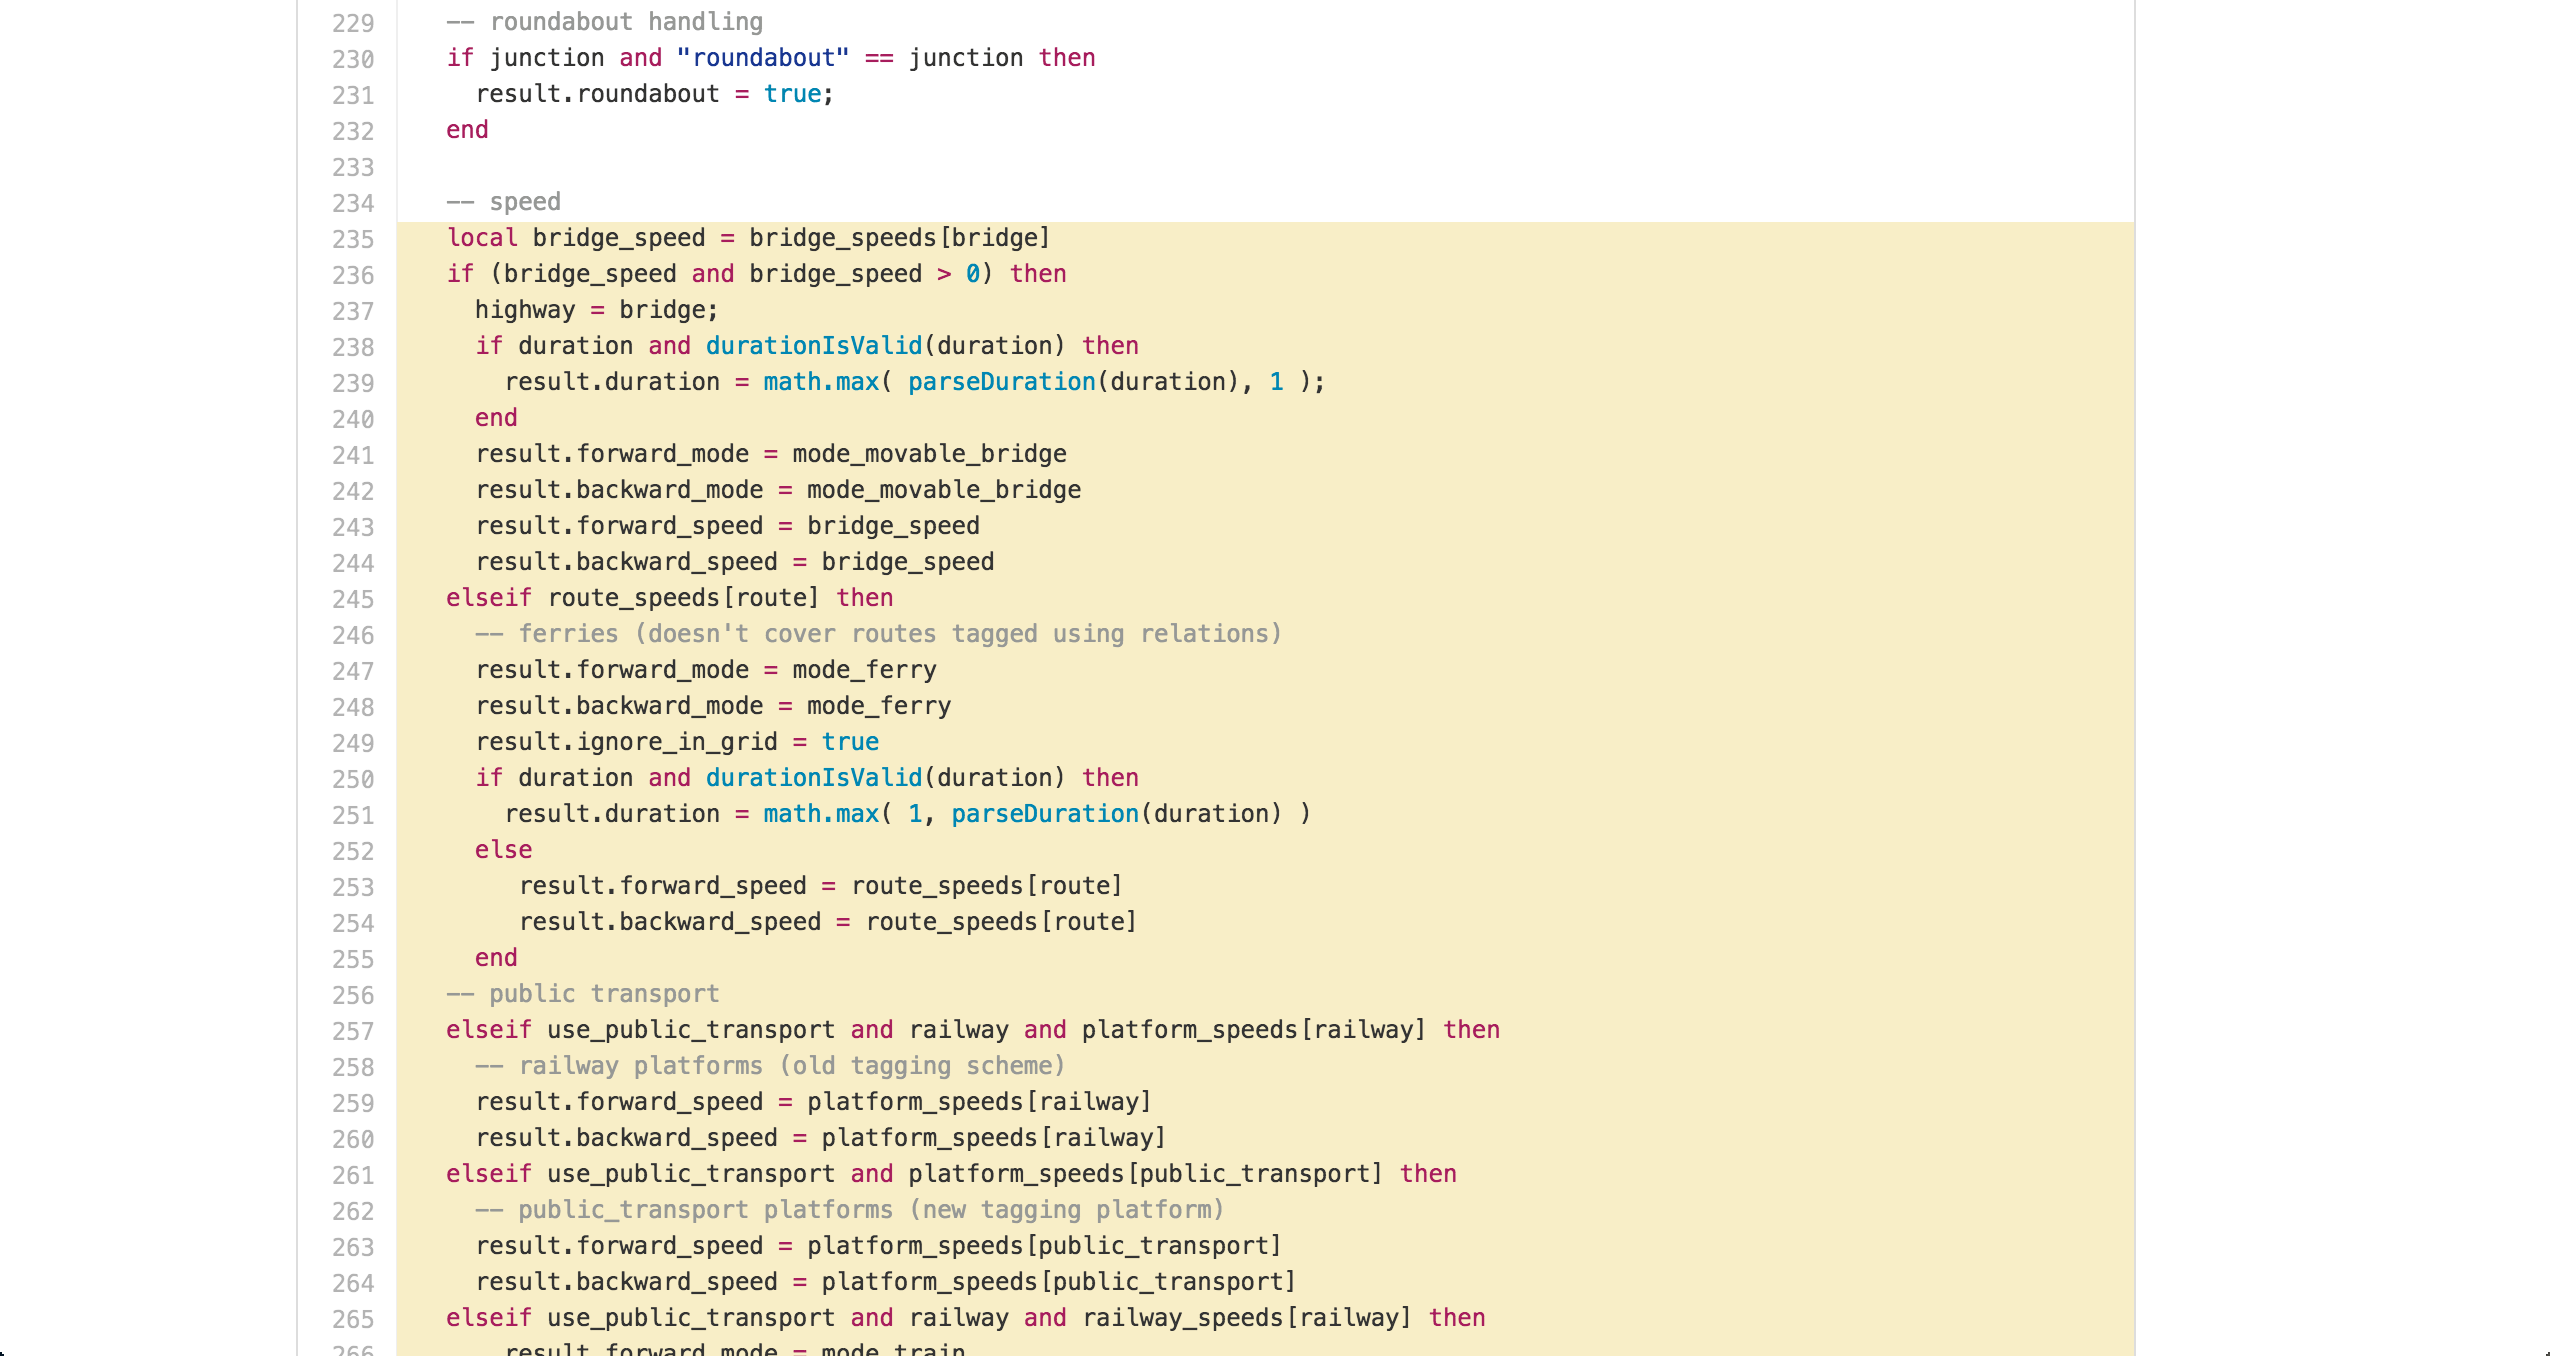 229 -- roundabout handling
230 if junction and "roundabout" == junction then
231 result.roundabout = true;
232 end
233
234 -- speed
235 local bridge_speed = bridge_speeds[bridge]
236 if (bridge_speed and bridge_speed > 0) then
237 highway = bridge;
238 if duration and durationIsValid(duration) then
239 result.duration = math.max( parseDuration(duration), 1 );
240 end
241 result.forward_mode = mode_movable_bridge
242 result.backward_mode = mode_movable_bridge
243 result.forward_speed = bridge_speed
244 result.backward_speed = bridge_speed
245 elseif route_speeds[route] then
246 -- ferries (doesn't cover routes tagged using relations)
247 result.forward_mode = mode_ferry
248 result.backward_mode = mode_ferry
249 result.ignore_in_grid = true
250 if duration and durationIsValid(duration) then
251 result.duration = math.max( 1, parseDuration(duration) )
252 else
253 result.forward_speed = route_speeds[route]
254 result.backward_speed = route_speeds[route]
255 end
256 -- public transport
257 elseif use_public_transport and railway and platform_speeds[railway] then
258 -- railway platforms (old tagging scheme)
259 result.forward_speed = platform_speeds[railway]
260 result.backward_speed = platform_speeds[railway]
261 elseif use_public_transport and platform_speeds[public_transport] then
262 -- public_transport platforms (new tagging platform)
263 result.forward_speed = platform_speeds[public_transport]
264 result.backward_speed = platform_speeds[public_transport]
265 elseif use_public_transport and railway and railway_speeds[railway] then
266 result.forward_mode = mode_train